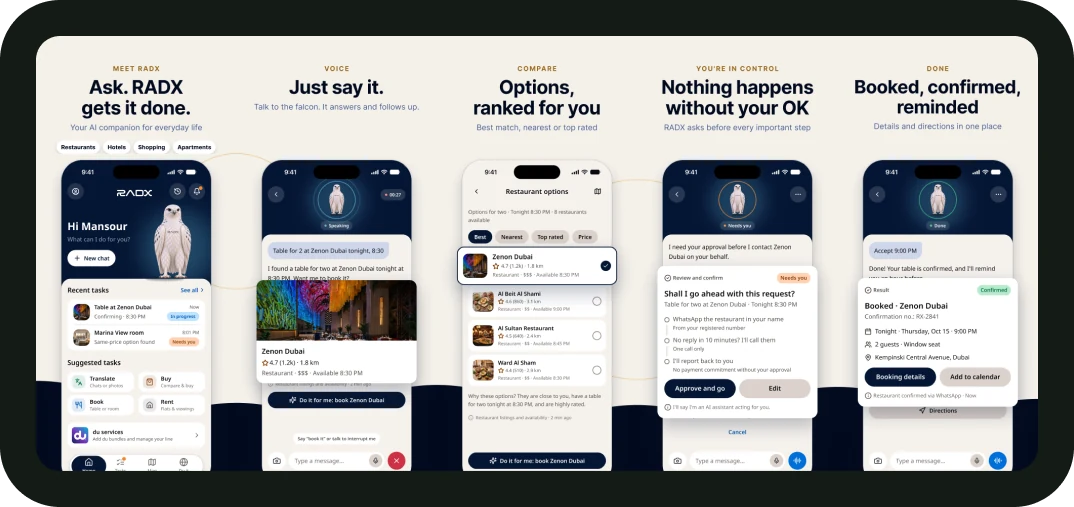 MEET RADX
Ask. RADX
gets it done.
Your AI companion for everyday life
Restaurants
Hotels
Shopping
Apartments
9:41
RADX
Hi Mansour
What can I do for you?
+ New chat
Recent tasks
See all
Table at Zenon Dubai
Now
Confirming · 8:30 PM
In progress
Marina View room
8:01 PM
Same-price option found
Needs you
Suggested tasks
Translate
Chats or photos
Buy
Compare & buy
Book
Table or room
Rent
Flats & meetings
du
du services
Add du bundles and manage your line
VOICE
Just say it.
Talk to the falcon. It answers and follows up.
9:41
00:27
Speaking
Table for 2 at Zenon Dubai tonight, 8:30
I found a table for two at Zenon Dubai tonight at
8:30 PM. Want me to book it?
Zenon Dubai
4.7 (1.2k) · 1.8 km
Restaurant · $$$ · Available 8:30 PM
Do it for me: book Zenon Dubai
Say "book it" or talk to interrupt me
Type a message...
COMPARE
Options,
ranked for you
Best match, nearest or top rated
9:41
Restaurant options
Options for two · Tonight 8:30 PM · 8 restaurants
available
Best
Nearest
Top rated
Price
Zenon Dubai
4.7 (1.2k) · 1.8 km
Restaurant · $$$ · Available 8:30 PM
Al Beit Al Shami
Al Sultan Restaurant
Ward Al Sham
Why these options? They are close to you, have a table
for two tonight at 8:30 PM, and are highly rated.
Restaurant listings and availability · 2 min ago
Do it for me: book Zenon Dubai
YOU'RE IN CONTROL
Nothing happens
without your OK
RADX asks before every important step
9:41
Needs you
I need your approval before I contact Zenon
Dubai on your behalf.
Review and confirm
Needs you
Shall I go ahead with this request?
Table for two at Zenon Dubai · Tonight 8:30 PM
WhatsApp the restaurant in your name
From your registered number
No reply in 10 minutes? I'll call them
One call only
I'll report back to you
No payment commitment without your approval
Approve and go
Edit
I'll say I'm an AI assistant acting for you.
Cancel
Type a message...
DONE
Booked, confirmed,
reminded
Details and directions in one place
9:41
Done
Accept 9:00 PM
Done! Your table is confirmed, and I'll remind
Result
Confirmed
Booked · Zenon Dubai
Confirmation no.: RX-2841
Tonight · Thursday, Oct 15 · 9:00 PM
2 guests · Window seat
Kempinski Central Avenue, Dubai
Booking details
Add to calendar
Restaurant confirmed via WhatsApp · Now
Directions
Type a message...